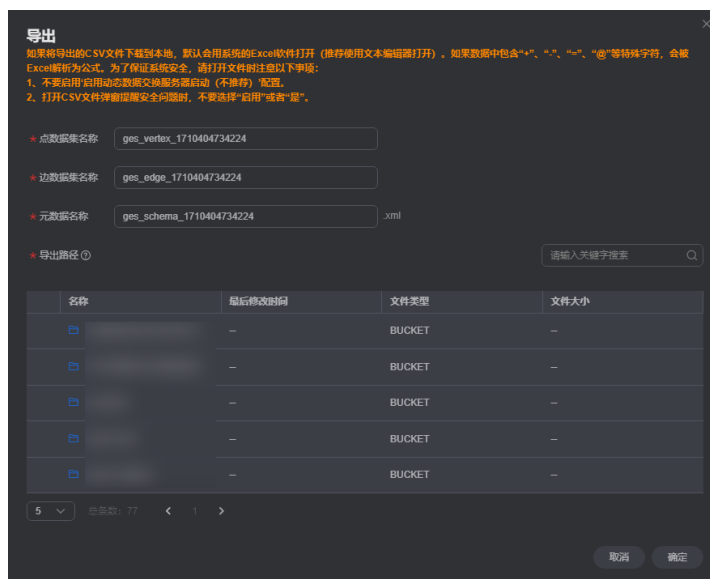 导出
如果将导出的CSV文件下载到本地，默认会用系统的Excel软件打开（推荐使用文本编辑器打开）。如果数据中包含“+”、“-”、“=”、“@”等特殊字符，会被
Excel解析为公式。为了保证系统安全，请打开文件时注意以下事项：
1、不要启用'启用动态数据交换服务器启动（不推荐）'配置。
2、打开CSV文件弹窗提醒安全问题时，不要选择“启用”或者“是”。
* 点数据集名称 ges_vertex_1710404734224
* 边数据集名称 ges_edge_1710404734224
* 元数据名称 ges_schema_1710404734224 .xml
* 导出路径 ? 请输入关键字搜索
名称 最后修改时间 文件类型 文件大小
-- BUCKET --
-- BUCKET --
-- BUCKET --
-- BUCKET --
-- BUCKET --
5 总条数：77 < 1 >
取消 确定